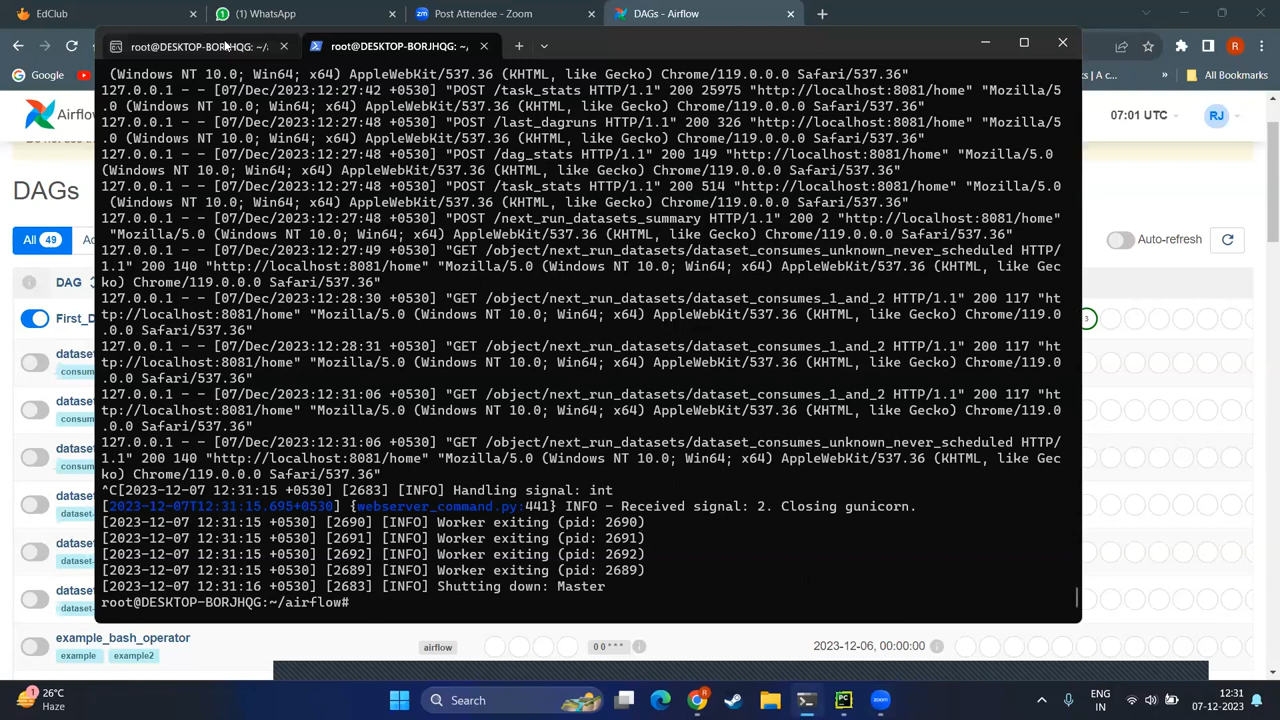 EdClub
(1) WhatsApp
Post Attendee - Zoom
DAGs - Airflow
root@DESKTOP-BORJHQG: ~/
root@DESKTOP-BORJHQG: ~/
Google
All Bookmarks
R
Airflow
07:01 UTC
RJ
DAGs
All 49
Auto-refresh
DAG
First_D
3
dataset
consum
dataset
consum
dataset
consum
dataset
dataset-
dataset
dataset-
dataset
dataset-
example_bash_operator
example
example2
airflow
0 0 * * *
2023-12-06, 00:00:00
(Windows NT 10.0; Win64; x64) AppleWebKit/537.36 (KHTML, like Gecko) Chrome/119.0.0.0 Safari/537.36"
127.0.0.1 - - [07/Dec/2023:12:27:42 +0530] "POST /task_stats HTTP/1.1" 200 25975 "http://localhost:8081/home" "Mozilla/5
.0 (Windows NT 10.0; Win64; x64) AppleWebKit/537.36 (KHTML, like Gecko) Chrome/119.0.0.0 Safari/537.36"
127.0.0.1 - - [07/Dec/2023:12:27:48 +0530] "POST /last_dagruns HTTP/1.1" 200 326 "http://localhost:8081/home" "Mozilla/5
.0 (Windows NT 10.0; Win64; x64) AppleWebKit/537.36 (KHTML, like Gecko) Chrome/119.0.0.0 Safari/537.36"
127.0.0.1 - - [07/Dec/2023:12:27:48 +0530] "POST /dag_stats HTTP/1.1" 200 149 "http://localhost:8081/home" "Mozilla/5.0
(Windows NT 10.0; Win64; x64) AppleWebKit/537.36 (KHTML, like Gecko) Chrome/119.0.0.0 Safari/537.36"
127.0.0.1 - - [07/Dec/2023:12:27:48 +0530] "POST /task_stats HTTP/1.1" 200 514 "http://localhost:8081/home" "Mozilla/5.0
(Windows NT 10.0; Win64; x64) AppleWebKit/537.36 (KHTML, like Gecko) Chrome/119.0.0.0 Safari/537.36"
127.0.0.1 - - [07/Dec/2023:12:27:48 +0530] "POST /next_run_datasets_summary HTTP/1.1" 200 2 "http://localhost:8081/home"
"Mozilla/5.0 (Windows NT 10.0; Win64; x64) AppleWebKit/537.36 (KHTML, like Gecko) Chrome/119.0.0.0 Safari/537.36"
127.0.0.1 - - [07/Dec/2023:12:27:49 +0530] "GET /object/next_run_datasets/dataset_consumes_unknown_never_scheduled HTTP/
1.1" 200 140 "http://localhost:8081/home" "Mozilla/5.0 (Windows NT 10.0; Win64; x64) AppleWebKit/537.36 (KHTML, like Gec
ko) Chrome/119.0.0.0 Safari/537.36"
127.0.0.1 - - [07/Dec/2023:12:28:30 +0530] "GET /object/next_run_datasets/dataset_consumes_1_and_2 HTTP/1.1" 200 117 "ht
tp://localhost:8081/home" "Mozilla/5.0 (Windows NT 10.0; Win64; x64) AppleWebKit/537.36 (KHTML, like Gecko) Chrome/119.0
.0.0 Safari/537.36"
127.0.0.1 - - [07/Dec/2023:12:28:31 +0530] "GET /object/next_run_datasets/dataset_consumes_1_and_2 HTTP/1.1" 200 117 "ht
tp://localhost:8081/home" "Mozilla/5.0 (Windows NT 10.0; Win64; x64) AppleWebKit/537.36 (KHTML, like Gecko) Chrome/119.0
.0.0 Safari/537.36"
127.0.0.1 - - [07/Dec/2023:12:31:06 +0530] "GET /object/next_run_datasets/dataset_consumes_1_and_2 HTTP/1.1" 200 117 "ht
tp://localhost:8081/home" "Mozilla/5.0 (Windows NT 10.0; Win64; x64) AppleWebKit/537.36 (KHTML, like Gecko) Chrome/119.0
.0.0 Safari/537.36"
127.0.0.1 - - [07/Dec/2023:12:31:06 +0530] "GET /object/next_run_datasets/dataset_consumes_unknown_never_scheduled HTTP/
1.1" 200 140 "http://localhost:8081/home" "Mozilla/5.0 (Windows NT 10.0; Win64; x64) AppleWebKit/537.36 (KHTML, like Gec
ko) Chrome/119.0.0.0 Safari/537.36"
^C[2023-12-07 12:31:15 +0530] [2683] [INFO] Handling signal: int
[2023-12-07T12:31:15.695+0530] {webserver_command.py:441} INFO - Received signal: 2. Closing gunicorn.
[2023-12-07 12:31:15 +0530] [2690] [INFO] Worker exiting (pid: 2690)
[2023-12-07 12:31:15 +0530] [2691] [INFO] Worker exiting (pid: 2691)
[2023-12-07 12:31:15 +0530] [2692] [INFO] Worker exiting (pid: 2692)
[2023-12-07 12:31:15 +0530] [2689] [INFO] Worker exiting (pid: 2689)
[2023-12-07 12:31:16 +0530] [2683] [INFO] Shutting down: Master
root@DESKTOP-BORJHQG:~/airflow#
26°C
Haze
Search
ENG
IN
12:31
07-12-2023